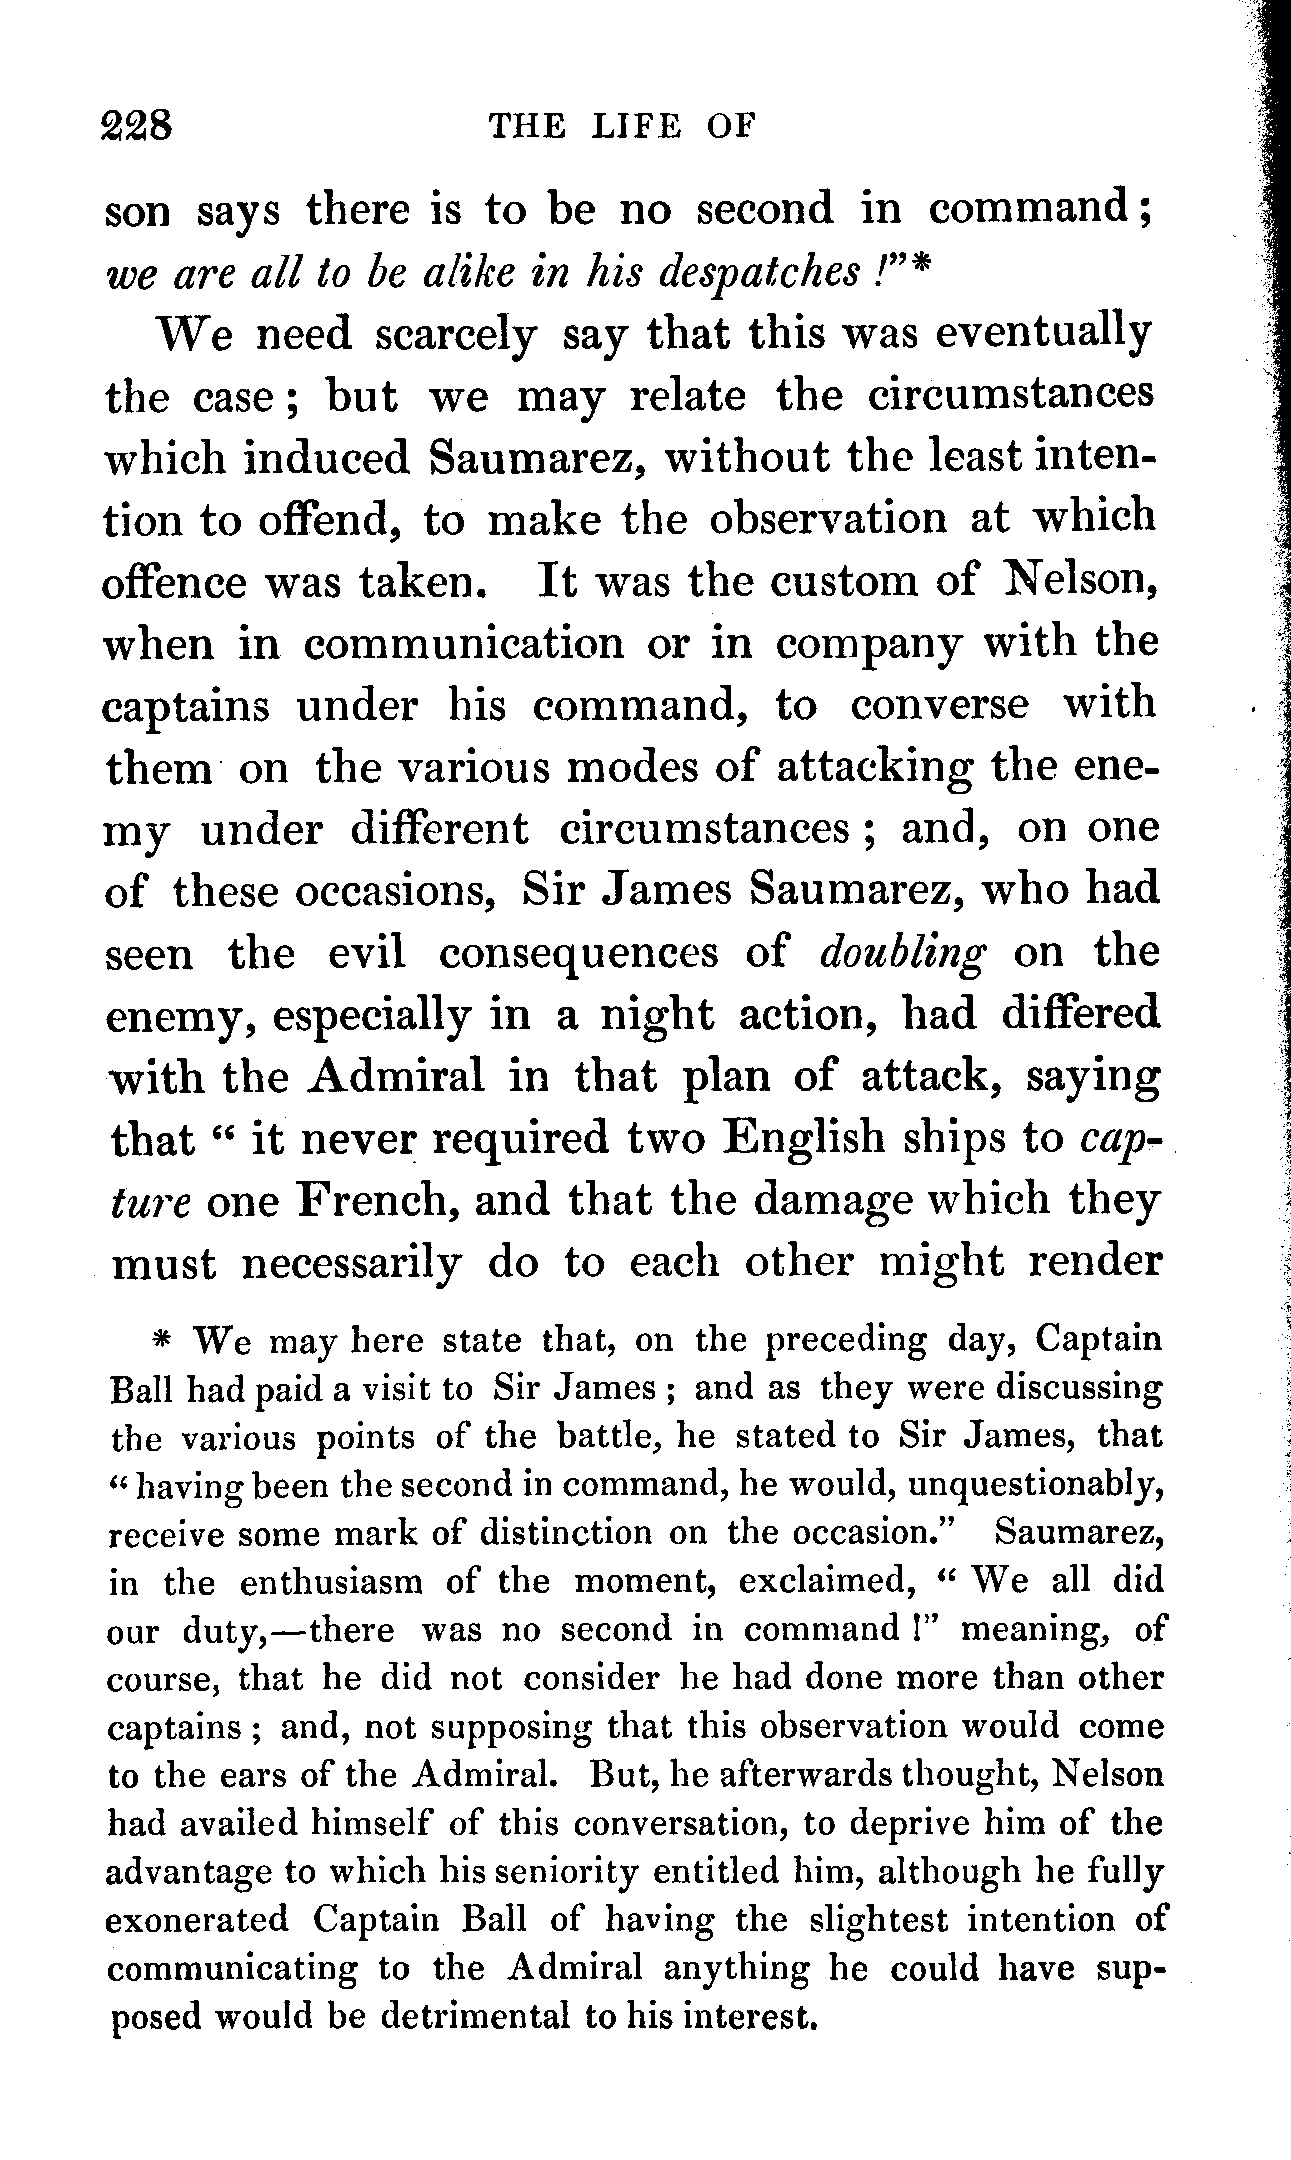 228 THE LIFE OF
son says there is to be no second in command;
we are all to be alike in his despatches !"*
We need scarcely say that this was eventually
the case; but we may relate the circumstances
which induced Saumarez, without the least inten-
tion to offend, to make the observation at which
offence was taken. It was the custom of Nelson,
when in communication or in company with the
captains under his command, to converse with
them on the various modes of attacking the ene-
my under different circumstances; and, on one
of these occasions, Sir James Saumarez, who had
seen the evil consequences of doubling on the
enemy, especially in a night action, had differed
with the Admiral in that plan of attack, saying
that " it never required two English ships to cap-
ture one French, and that the damage which they
must necessarily do to each other might render
* We may here state that, on the preceding day, Captain
Ball had paid a visit to Sir James; and as they were discussing
the various points of the battle, he stated to Sir James, that
" having been the second in command, he would, unquestionably,
receive some mark of distinction on the occasion." Saumarez,
in the enthusiasm of the moment, exclaimed, " We all did
our duty,—there was no second in command !" meaning, of
course, that he did not consider he had done more than other
captains; and, not supposing that this observation would come
to the ears of the Admiral. But, he afterwards thought, Nelson
had availed himself of this conversation, to deprive him of the
advantage to which his seniority entitled him, although he fully
exonerated Captain Ball of having the slightest intention of
communicating to the Admiral anything he could have sup-
posed would be detrimental to his interest.